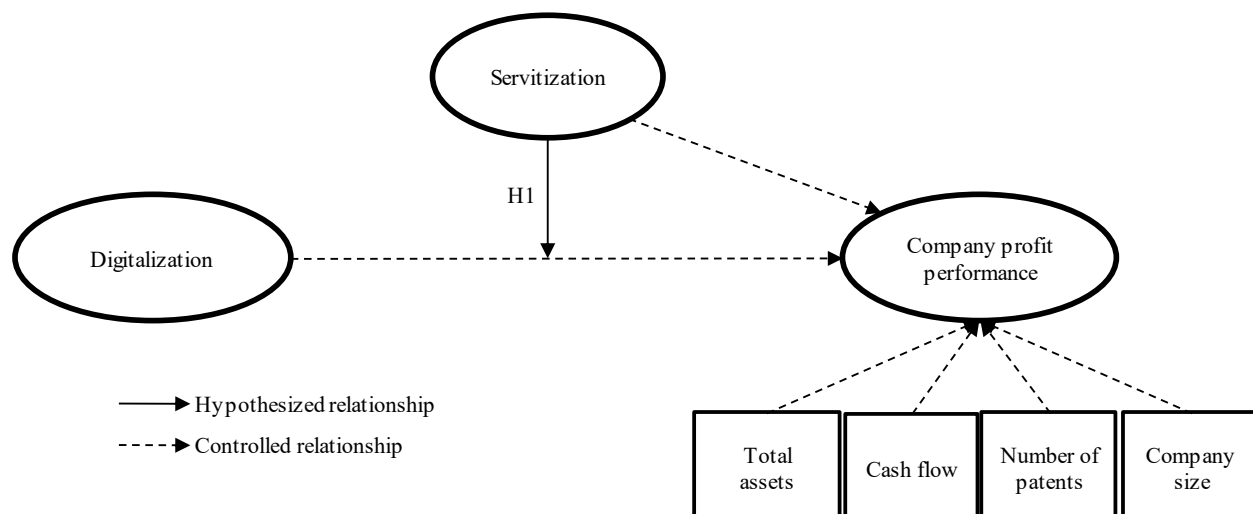 Servitization
H1
Digitalization
Company profit
performance
Hypothesized relationship
Controlled relationship
Total
assets
Cash flow
Number of
patents
Company
size